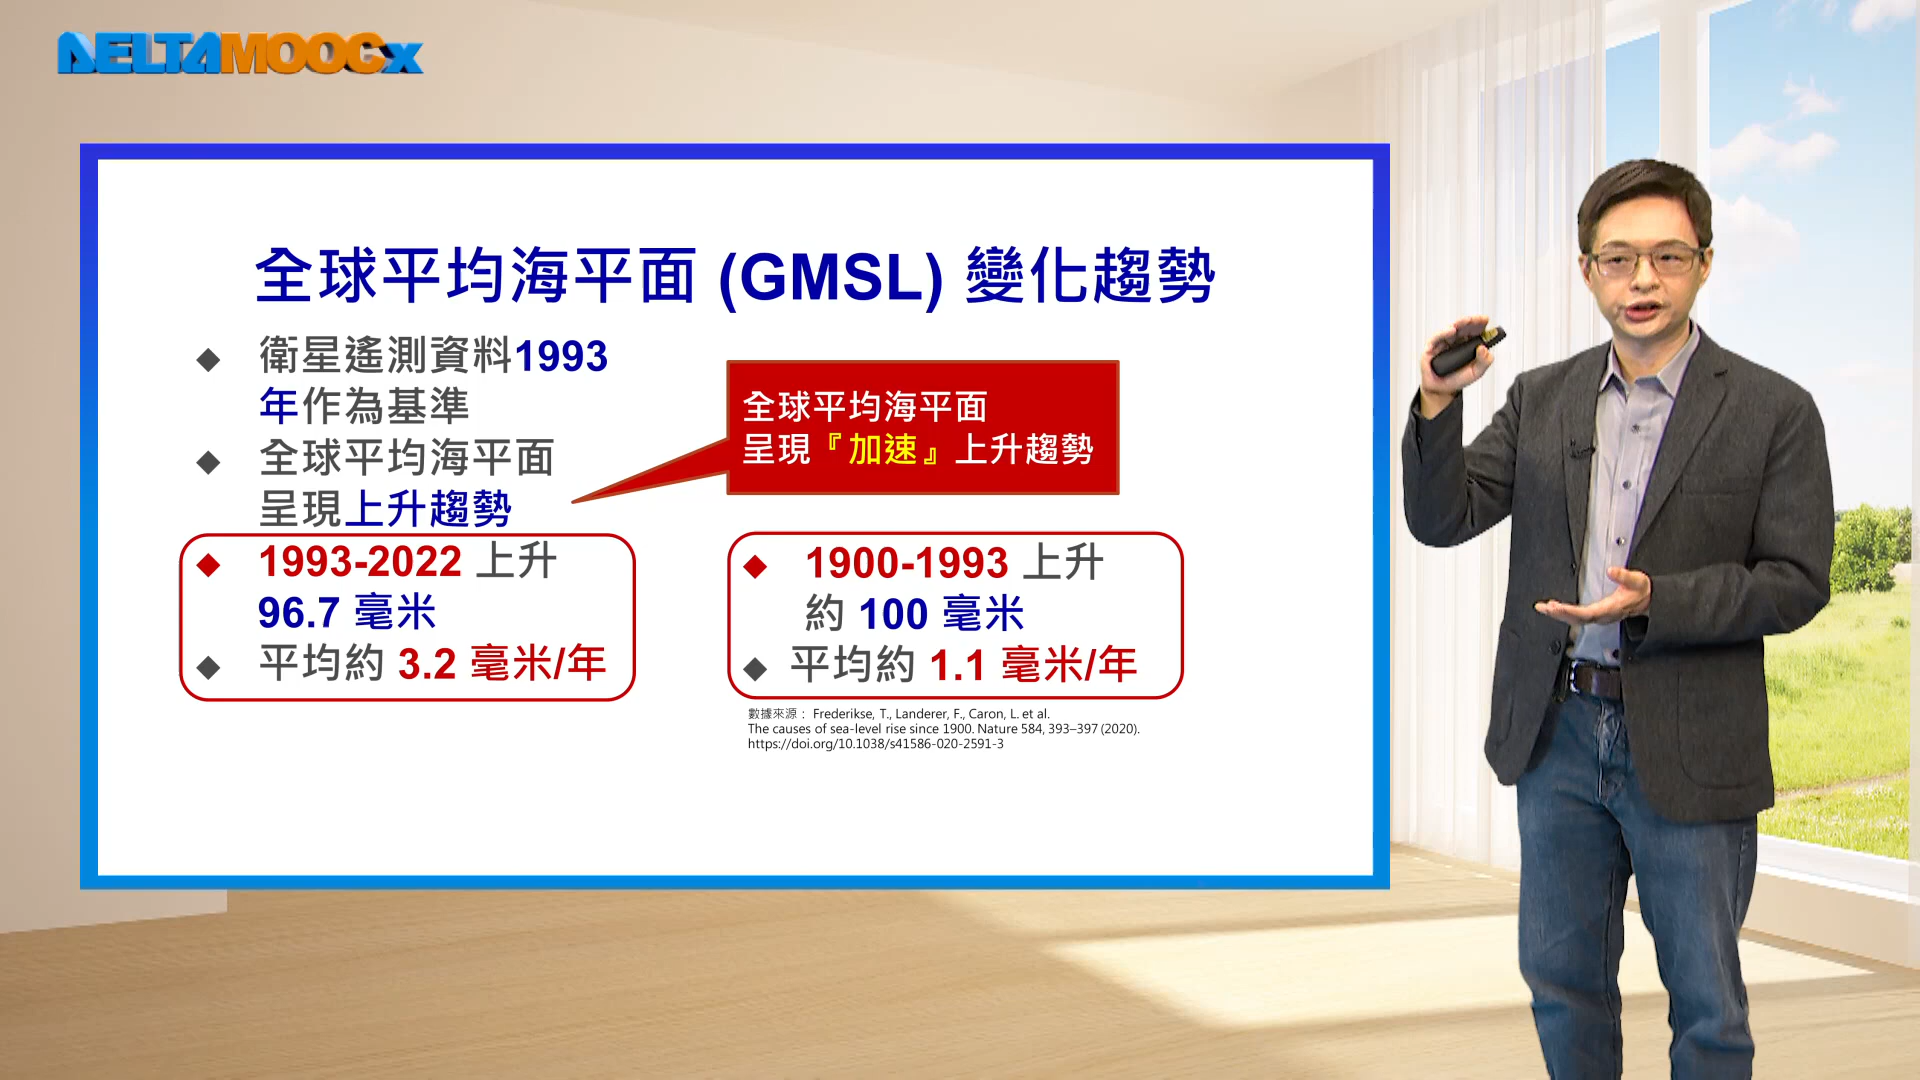 DELTAMOOCx
全球平均海平面 (GMSL) 變化趨勢
衛星遙測資料1993
年作為基準
全球平均海平面
呈現上升趨勢
1993-2022 上升
96.7 毫米
平均約 3.2 毫米/年
全球平均海平面
呈現『加速』上升趨勢
1900-1993 上升
約 100 毫米
平均約 1.1 毫米/年
數據來源： Frederikse, T., Landerer, F., Caron, L. et al.
The causes of sea-level rise since 1900. Nature 584, 393–397 (2020).
https://doi.org/10.1038/s41586-020-2591-3